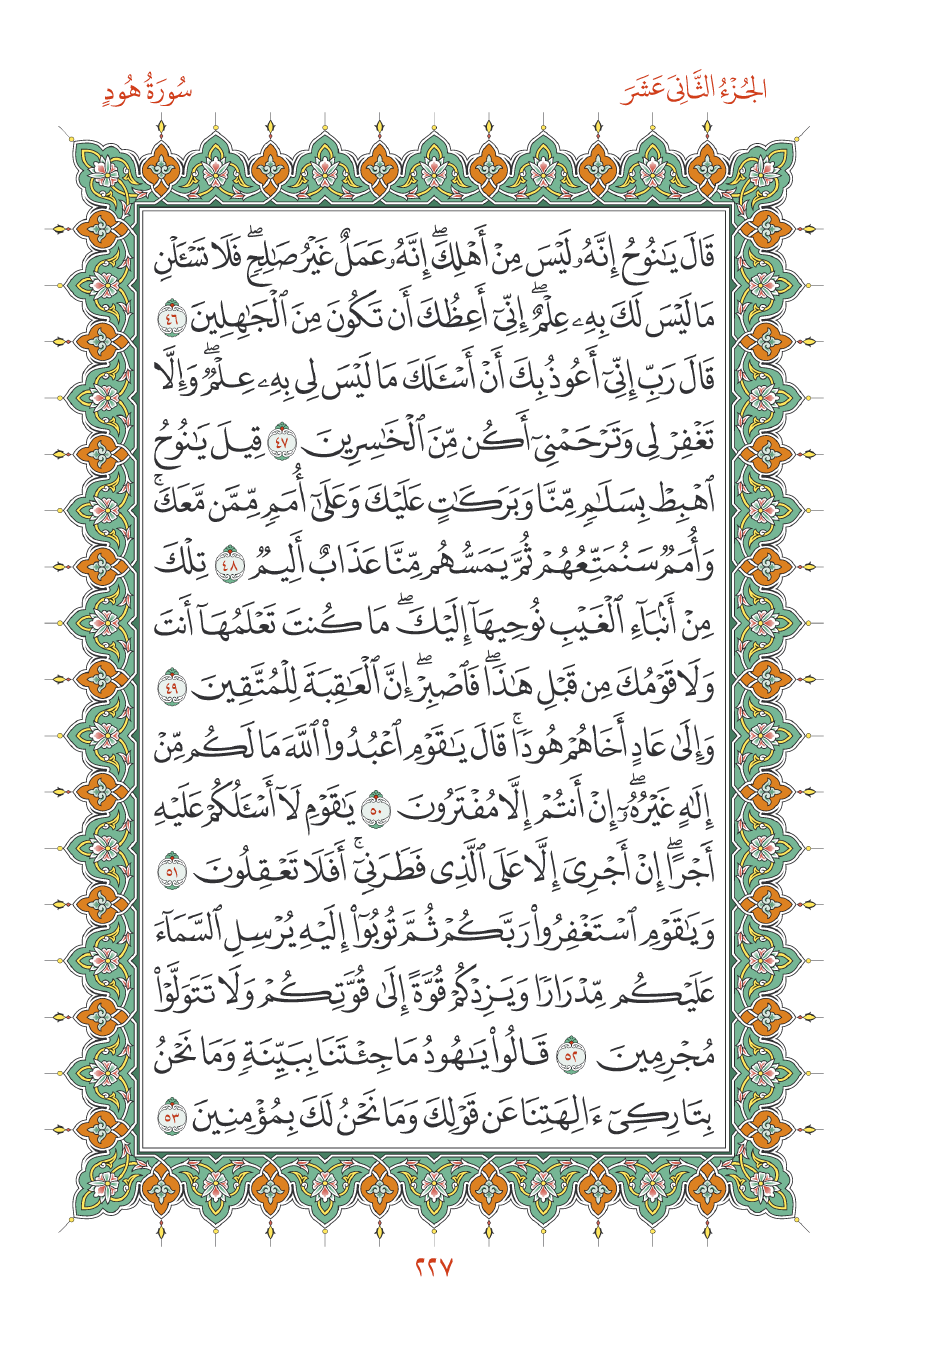 الجُزْءُ الثَّانِيَ عَشَرَ
سُورَةُ هُودٍ
قَالَ يَـٰنُوحُ إِنَّهُۥ لَيْسَ مِنْ أَهْلِكَۖ إِنَّهُۥ عَمَلٌ غَيْرُ صَـٰلِحٖۖ فَلَا تَسْـَٔلْنِ
مَا لَيْسَ لَكَ بِهِۦ عِلْمٌۖ إِنِّيٓ أَعِظُكَ أَن تَكُونَ مِنَ ٱلْجَـٰهِلِينَ ٤٦
قَالَ رَبِّ إِنِّيٓ أَعُوذُ بِكَ أَنْ أَسْـَٔلَكَ مَا لَيْسَ لِى بِهِۦ عِلْمٌۖ وَإِلَّا
تَغْفِرْ لِى وَتَرْحَمْنِيٓ أَكُن مِّنَ ٱلْخَـٰسِرِينَ ٤٧ قِيلَ يَـٰنُوحُ
ٱهْبِطْ بِسَلَـٰمٍ مِّنَّا وَبَرَكَـٰتٍ عَلَيْكَ وَعَلَىٰٓ أُمَمٍ مِّمَّن مَّعَكَۚ
وَأُمَمٌ سَنُمَتِّعُهُمْ ثُمَّ يَمَسُّهُم مِّنَّا عَذَابٌ أَلِيمٌ ٤٨ تِلْكَ
مِنْ أَنۢبَآءِ ٱلْغَيْبِ نُوحِيهَآ إِلَيْكَۖ مَا كُنتَ تَعْلَمُهَآ أَنتَ
وَلَا قَوْمُكَ مِن قَبْلِ هَـٰذَاۖ فَٱصْبِرْۖ إِنَّ ٱلْعَـٰقِبَةَ لِلْمُتَّقِينَ ٤٩
وَإِلَىٰ عَادٍ أَخَاهُمْ هُودًاۚ قَالَ يَـٰقَوْمِ ٱعْبُدُوا۟ ٱللَّهَ مَا لَكُم مِّنْ
إِلَـٰهٍ غَيْرُهُۥٓۖ إِنْ أَنتُمْ إِلَّا مُفْتَرُونَ ٥٠ يَـٰقَوْمِ لَآ أَسْـَٔلُكُمْ عَلَيْهِ
أَجْرًاۖ إِنْ أَجْرِىَ إِلَّا عَلَى ٱلَّذِى فَطَرَنِيٓۚ أَفَلَا تَعْقِلُونَ ٥١
وَيَـٰقَوْمِ ٱسْتَغْفِرُوا۟ رَبَّكُمْ ثُمَّ تُوبُوٓا۟ إِلَيْهِ يُرْسِلِ ٱلسَّمَآءَ
عَلَيْكُم مِّدْرَارًا وَيَزِدْكُمْ قُوَّةً إِلَىٰ قُوَّتِكُمْ وَلَا تَتَوَلَّوْا۟
مُجْرِمِينَ ٥٢ قَالُوا۟ يَـٰهُودُ مَا جِئْتَنَا بِبَيِّنَةٍ وَمَا نَحْنُ
بِتَارِكِيٓ ءَالِهَتِنَا عَن قَوْلِكَ وَمَا نَحْنُ لَكَ بِمُؤْمِنِينَ ٥٣
٢٢٧